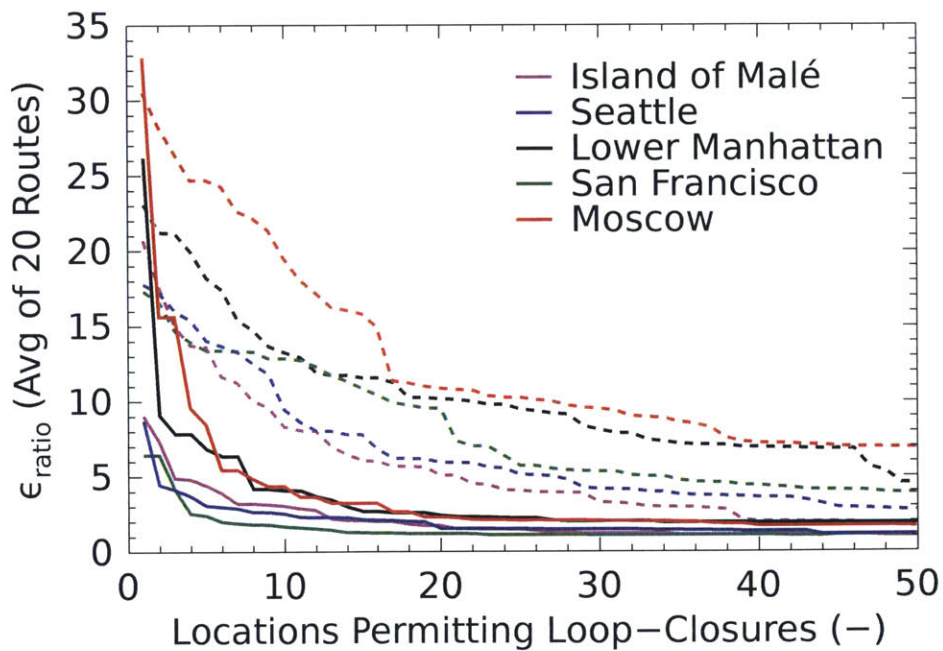 35
30
25
20
15
10
5
0
ϵratio (Avg of 20 Routes)
Island of Malé
Seattle
Lower Manhattan
San Francisco
Moscow
0 10 20 30 40 50
Locations Permitting Loop−Closures (−)